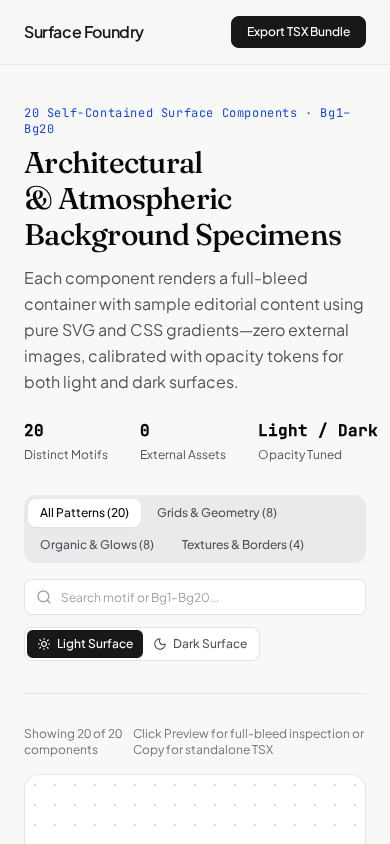 Surface Foundry
Export TSX Bundle
20 Self-Contained Surface Components · Bg1–
Bg20
Architectural
& Atmospheric
Background Specimens
Each component renders a full-bleed
container with sample editorial content using
pure SVG and CSS gradients—zero external
images, calibrated with opacity tokens for
both light and dark surfaces.
20
Distinct Motifs
0
External Assets
Light / Dark
Opacity Tuned
All Patterns (20)
Grids & Geometry (8)
Organic & Glows (8)
Textures & Borders (4)
Search motif or Bg1–Bg20...
Light Surface
Dark Surface
Showing 20 of 20
components
Click Preview for full-bleed inspection or
Copy for standalone TSX